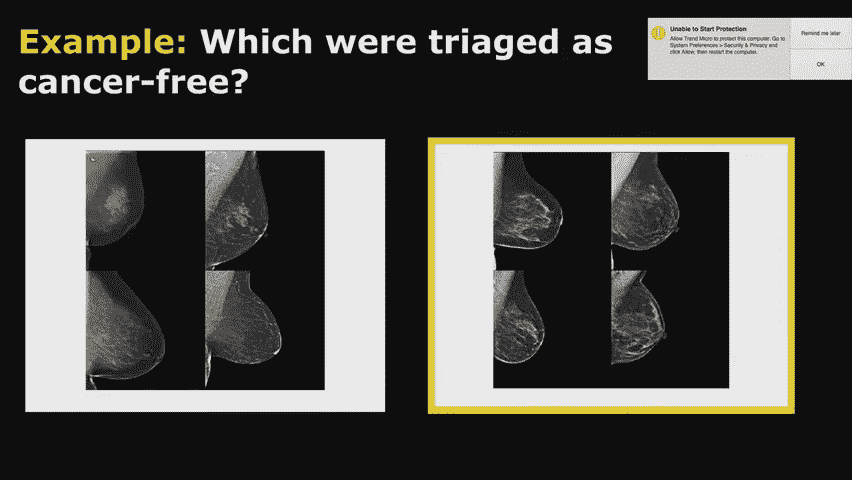 Example: Which were triaged as
cancer-free?
Unable to Start Protection
Allow Trend Micro to protect this computer. Go to
System Preferences > Security & Privacy and
click Allow, then restart the computer.
Remind me later
OK